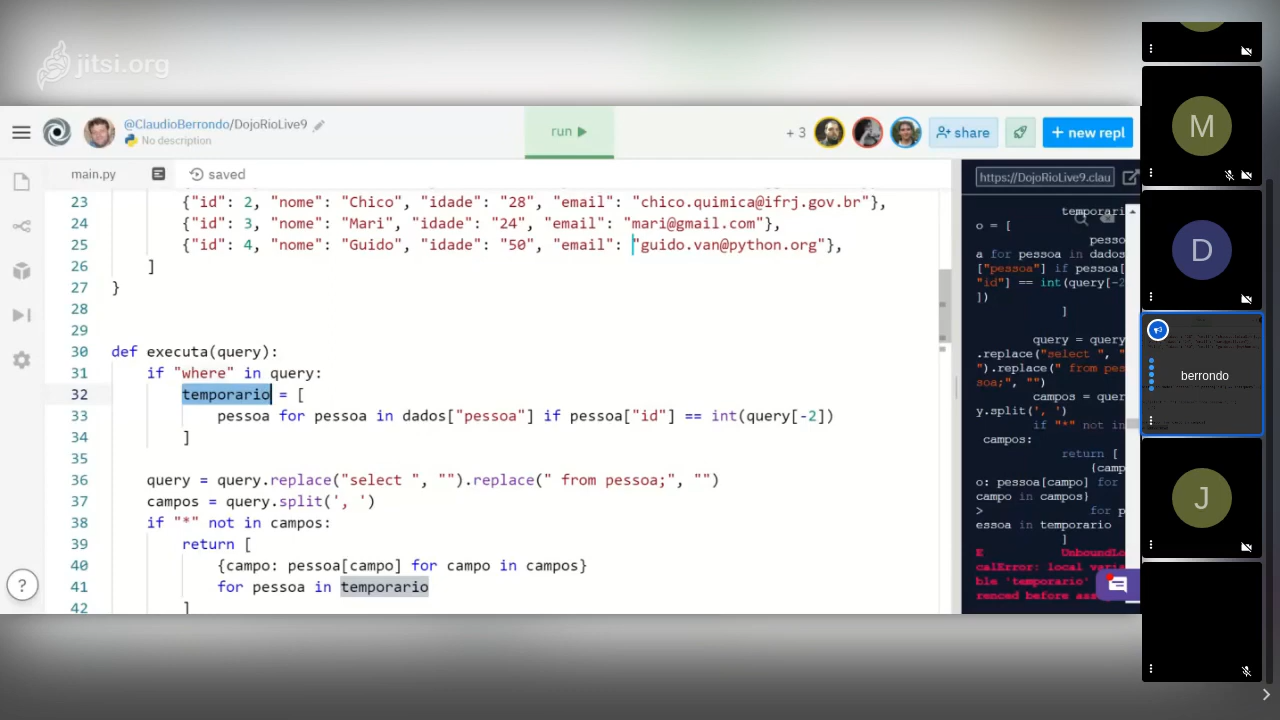 jitsi.org
@ClaudioBerrondo/DojoRioLive9
No description
run
+ 3
share
+ new repl
main.py
saved
https://DojoRioLive9.clau
23 {"id": 2, "nome": "Chico", "idade": "28", "email": "chico.quimica@ifrj.gov.br"},
24 {"id": 3, "nome": "Mari", "idade": "24", "email": "mari@gmail.com"},
25 {"id": 4, "nome": "Guido", "idade": "50", "email": "guido.van@python.org"},
26 ]
27 }
28
29
30 def executa(query):
31 if "where" in query:
32 temporario = [
33 pessoa for pessoa in dados["pessoa"] if pessoa["id"] == int(query[-2])
34 ]
35
36 query = query.replace("select ", "").replace(" from pessoa;", "")
37 campos = query.split(', ')
38 if "*" not in campos:
39 return [
40 {campo: pessoa[campo] for campo in campos}
41 for pessoa in temporario
42 ]
?
temporari
o = [
pesso
a for pessoa in dados
["pessoa"] if pessoa[
"id"] == int(query[-2
])
]
query = query
.replace("select ", "
").replace(" from pes
soa;", "")
campos = quer
y.split(', ')
if "*" not in
campos:
return [
{camp
o: pessoa[campo] for
campo in campos}
> for p
essoa in temporario
]
E UnboundLo
calError: local varia
ble 'temporario'
renced before ass
M
D
berrondo
J